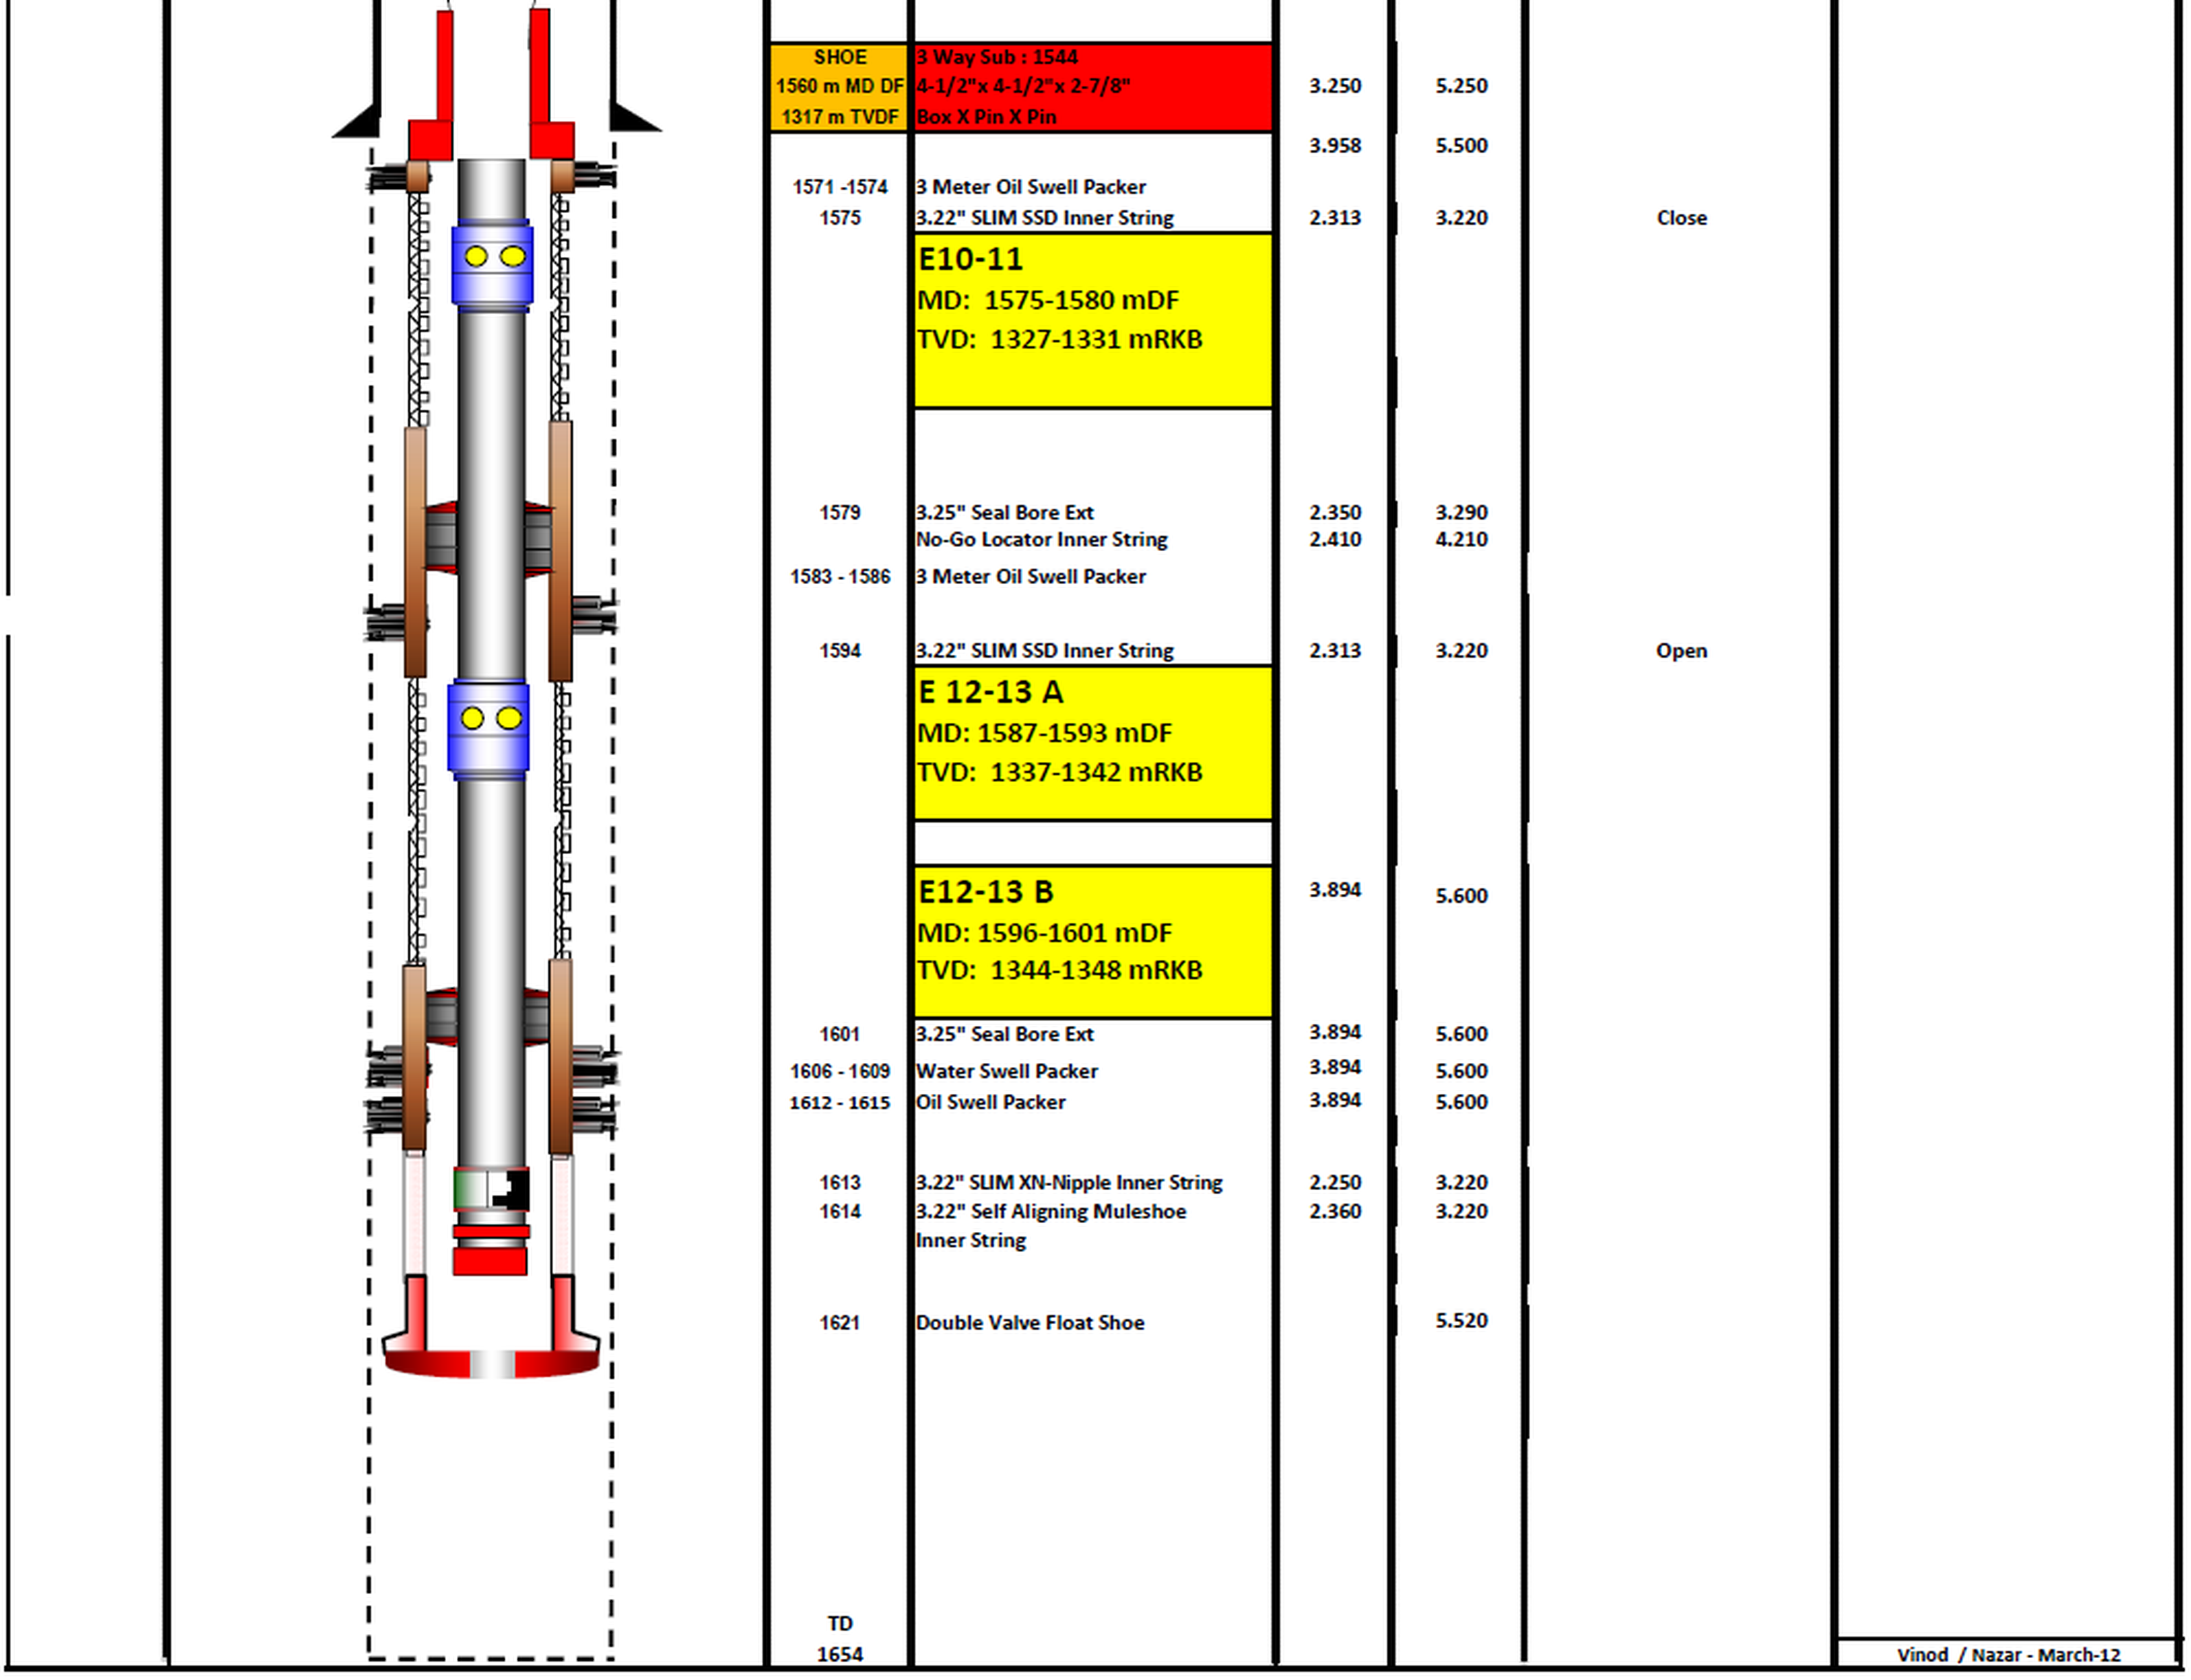 SHOE 3 Way Sub : 1544
1560 m MD DF 4-1/2"x 4-1/2"x 2-7/8" 3.250 5.250
1317 m TVDF Box X Pin X Pin
3.958 5.500
1571 -1574 3 Meter Oil Swell Packer
1575 3.22" SLIM SSD Inner String 2.313 3.220 Close
E10-11
MD: 1575-1580 mDF
TVD: 1327-1331 mRKB
1579 3.25" Seal Bore Ext 2.350 3.290
No-Go Locator Inner String 2.410 4.210
1583 - 1586 3 Meter Oil Swell Packer
1594 3.22" SLIM SSD Inner String 2.313 3.220 Open
E 12-13 A
MD: 1587-1593 mDF
TVD: 1337-1342 mRKB
E12-13 B 3.894 5.600
MD: 1596-1601 mDF
TVD: 1344-1348 mRKB
1601 3.25" Seal Bore Ext 3.894 5.600
1606 - 1609 Water Swell Packer 3.894 5.600
1612 - 1615 Oil Swell Packer 3.894 5.600
1613 3.22" SLIM XN-Nipple Inner String 2.250 3.220
1614 3.22" Self Aligning Muleshoe 2.360 3.220
Inner String
1621 Double Valve Float Shoe 5.520
TD
1654
Vinod / Nazar - March-12